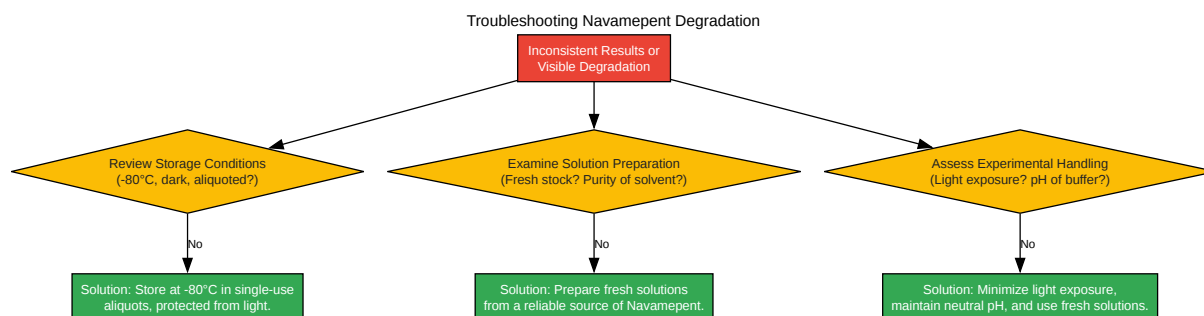 Troubleshooting Navamepent Degradation
Inconsistent Results or
Visible Degradation
Review Storage Conditions
(-80°C, dark, aliquoted?)
Examine Solution Preparation
(Fresh stock? Purity of solvent?)
Assess Experimental Handling
(Light exposure? pH of buffer?)
No
No
No
Solution: Store at -80°C in single-use
aliquots, protected from light.
Solution: Prepare fresh solutions
from a reliable source of Navamepent.
Solution: Minimize light exposure,
maintain neutral pH, and use fresh solutions.